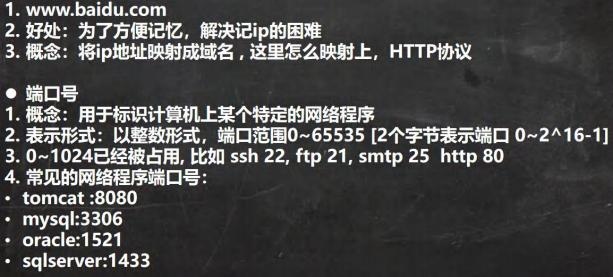 1. www.baidu.com
2. 好处：为了方便记忆，解决记ip的困难
3. 概念：将ip地址映射成域名 , 这里怎么映射上，HTTP协议
● 端口号
1. 概念：用于标识计算机上某个特定的网络程序
2. 表示形式：以整数形式，端口范围0~65535 [2个字节表示端口 0~2^16-1]
3. 0~1024已经被占用, 比如 ssh 22, ftp 21, smtp 25 http 80
4. 常见的网络程序端口号：
• tomcat :8080
• mysql:3306
• oracle:1521
• sqlserver:1433